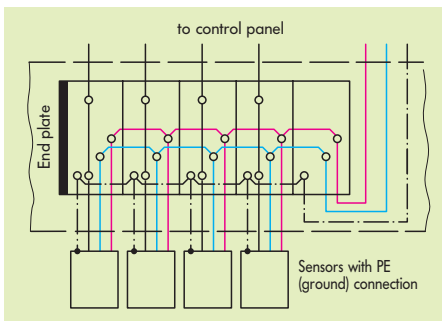 to control panel
End plate
Sensors with PE
(ground) connection